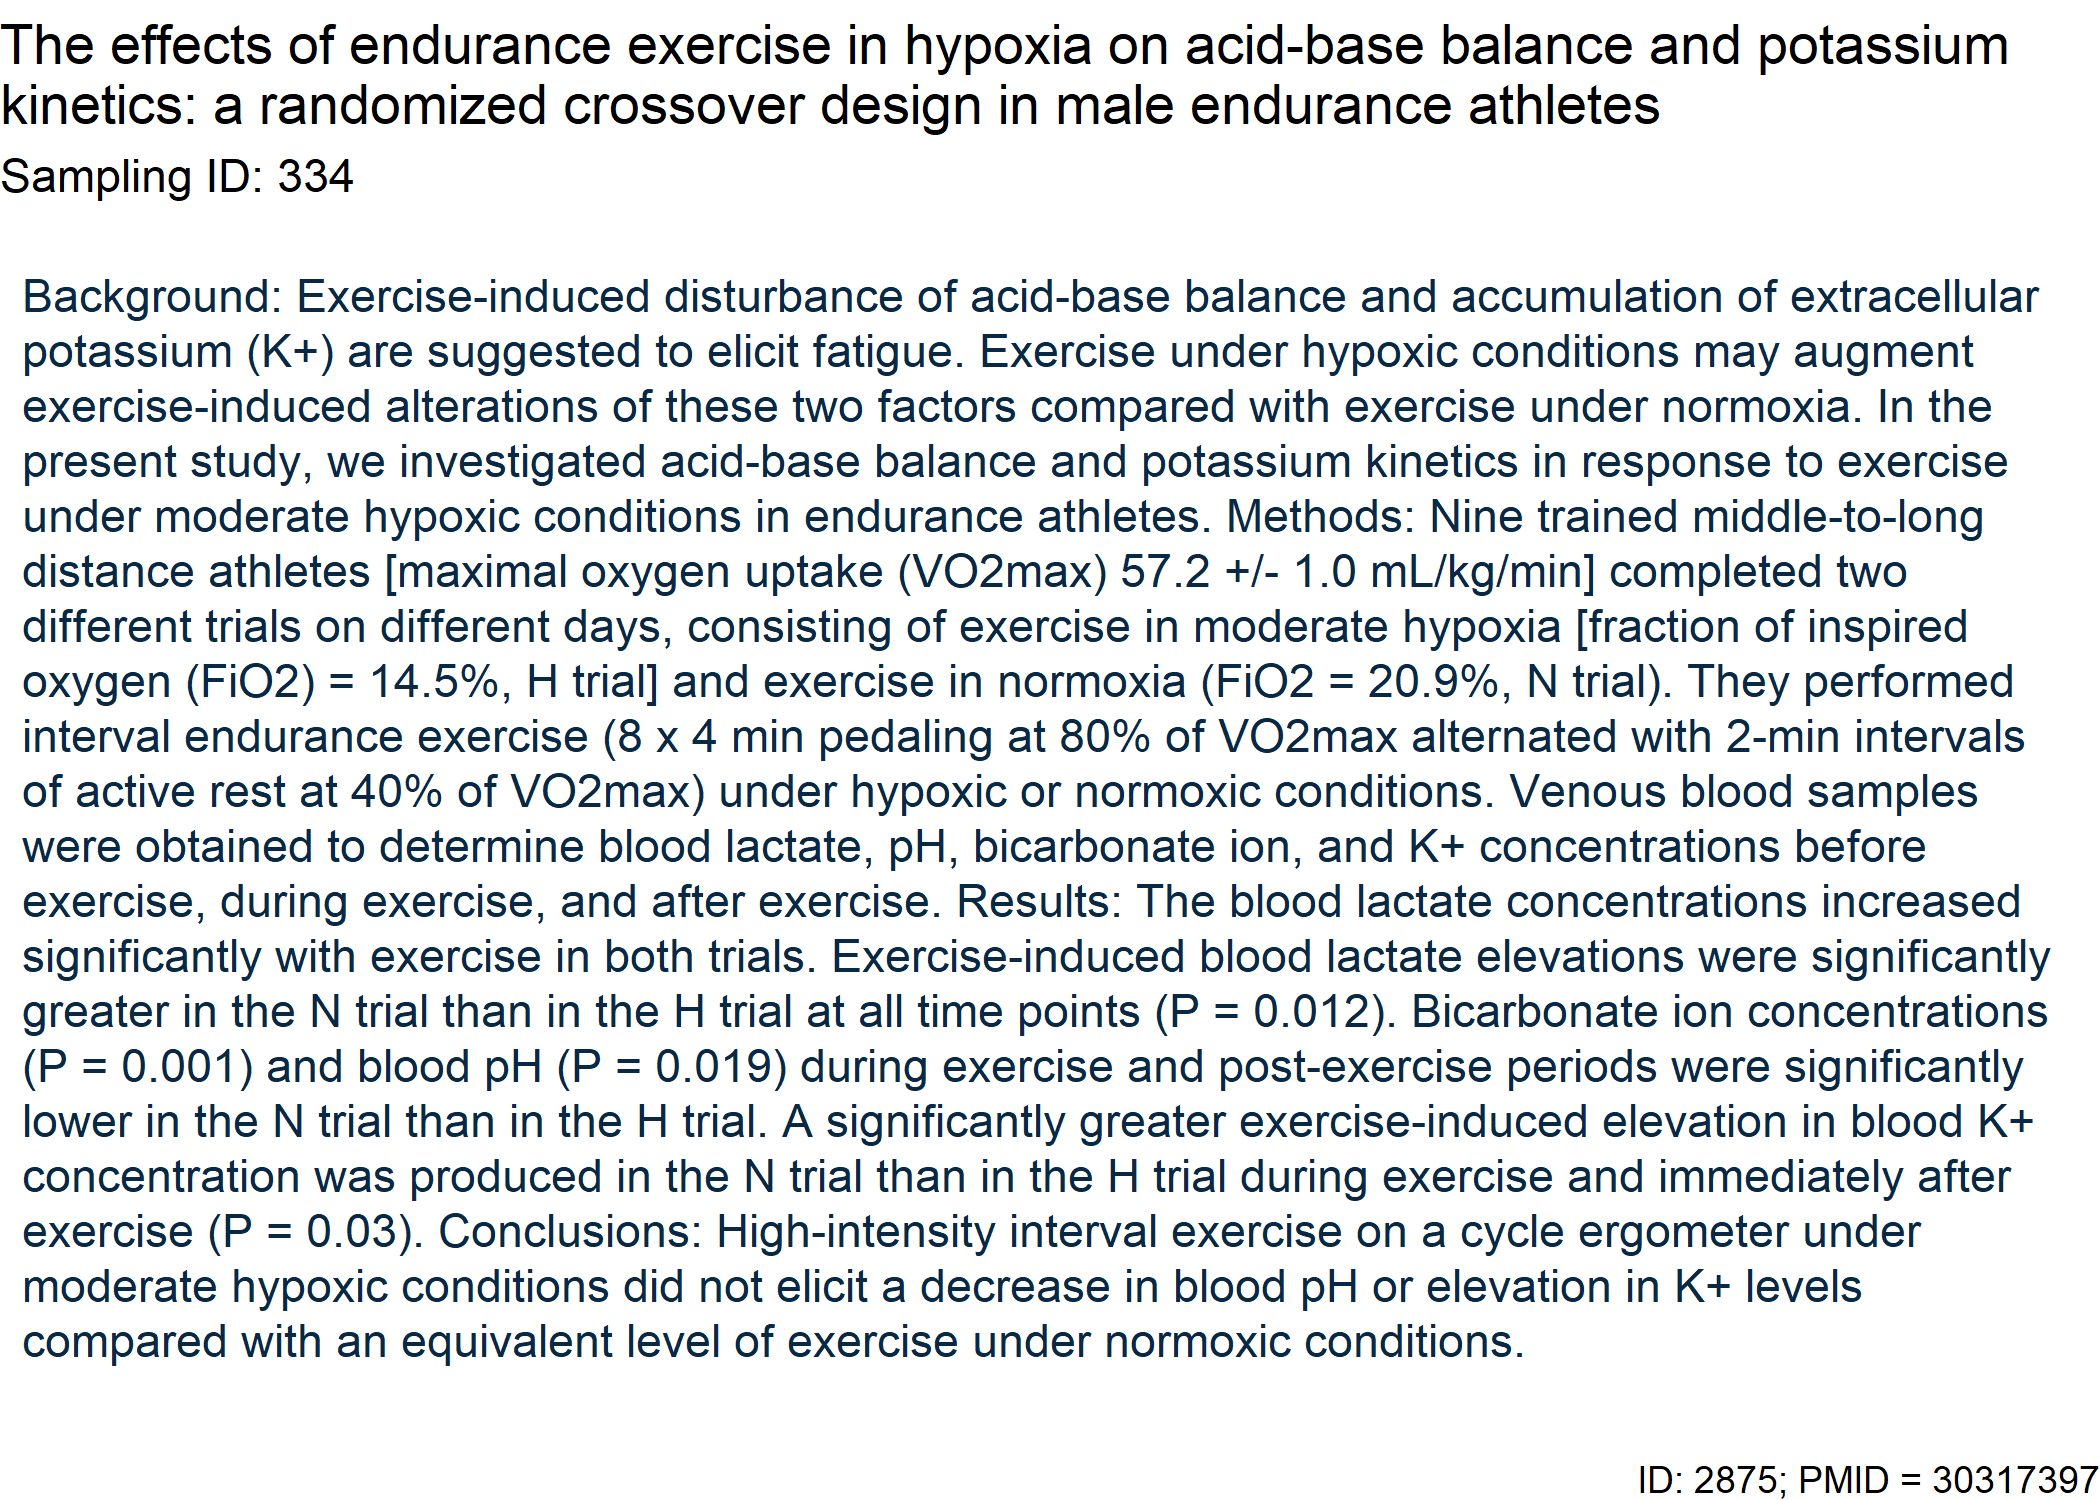 The effects of endurance exercise in hypoxia on acid-base balance and potassium
kinetics: a randomized crossover design in male endurance athletes
Sampling ID: 334
Background: Exercise-induced disturbance of acid-base balance and accumulation of extracellular
potassium (K+) are suggested to elicit fatigue. Exercise under hypoxic conditions may augment
exercise-induced alterations of these two factors compared with exercise under normoxia. In the
present study, we investigated acid-base balance and potassium kinetics in response to exercise
under moderate hypoxic conditions in endurance athletes. Methods: Nine trained middle-to-long
distance athletes [maximal oxygen uptake (VO2max) 57.2 +/- 1.0 mL/kg/min] completed two
different trials on different days, consisting of exercise in moderate hypoxia [fraction of inspired
oxygen (FiO2) = 14.5%, H trial] and exercise in normoxia (FiO2 = 20.9%, N trial). They performed
interval endurance exercise (8 x 4 min pedaling at 80% of VO2max alternated with 2-min intervals
of active rest at 40% of VO2max) under hypoxic or normoxic conditions. Venous blood samples
were obtained to determine blood lactate, pH, bicarbonate ion, and K+ concentrations before
exercise, during exercise, and after exercise. Results: The blood lactate concentrations increased
significantly with exercise in both trials. Exercise-induced blood lactate elevations were significantly
greater in the N trial than in the H trial at all time points (P = 0.012). Bicarbonate ion concentrations
(P = 0.001) and blood pH (P = 0.019) during exercise and post-exercise periods were significantly
lower in the N trial than in the H trial. A significantly greater exercise-induced elevation in blood K+
concentration was produced in the N trial than in the H trial during exercise and immediately after
exercise (P = 0.03). Conclusions: High-intensity interval exercise on a cycle ergometer under
moderate hypoxic conditions did not elicit a decrease in blood pH or elevation in K+ levels
compared with an equivalent level of exercise under normoxic conditions.
ID: 2875; PMID = 30317397